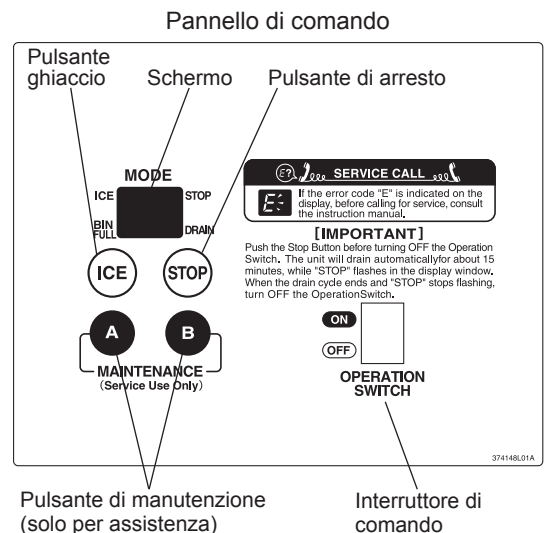 Pannello di comando
Pulsante
ghiaccio
Schermo
Pulsante di arresto
MODE
ICE
STOP
BIN
FULL
DRAIN
ICE
STOP
A
B
MAINTENANCE
(Service Use Only)
E? SERVICE CALL
E
If the error code "E" is indicated on the
display, before calling for service, consult
the instruction manual.
[IMPORTANT]
Push the Stop Button before turning OFF the Operation
Switch. The unit will drain automaticallyfor about 15
minutes, while "STOP" flashes in the display window.
When the drain cycle ends and "STOP" stops flashing,
turn OFF the OperationSwitch.
ON
OFF
OPERATION
SWITCH
374148L01A
Pulsante di manutenzione
(solo per assistenza)
Interruttore di
comando